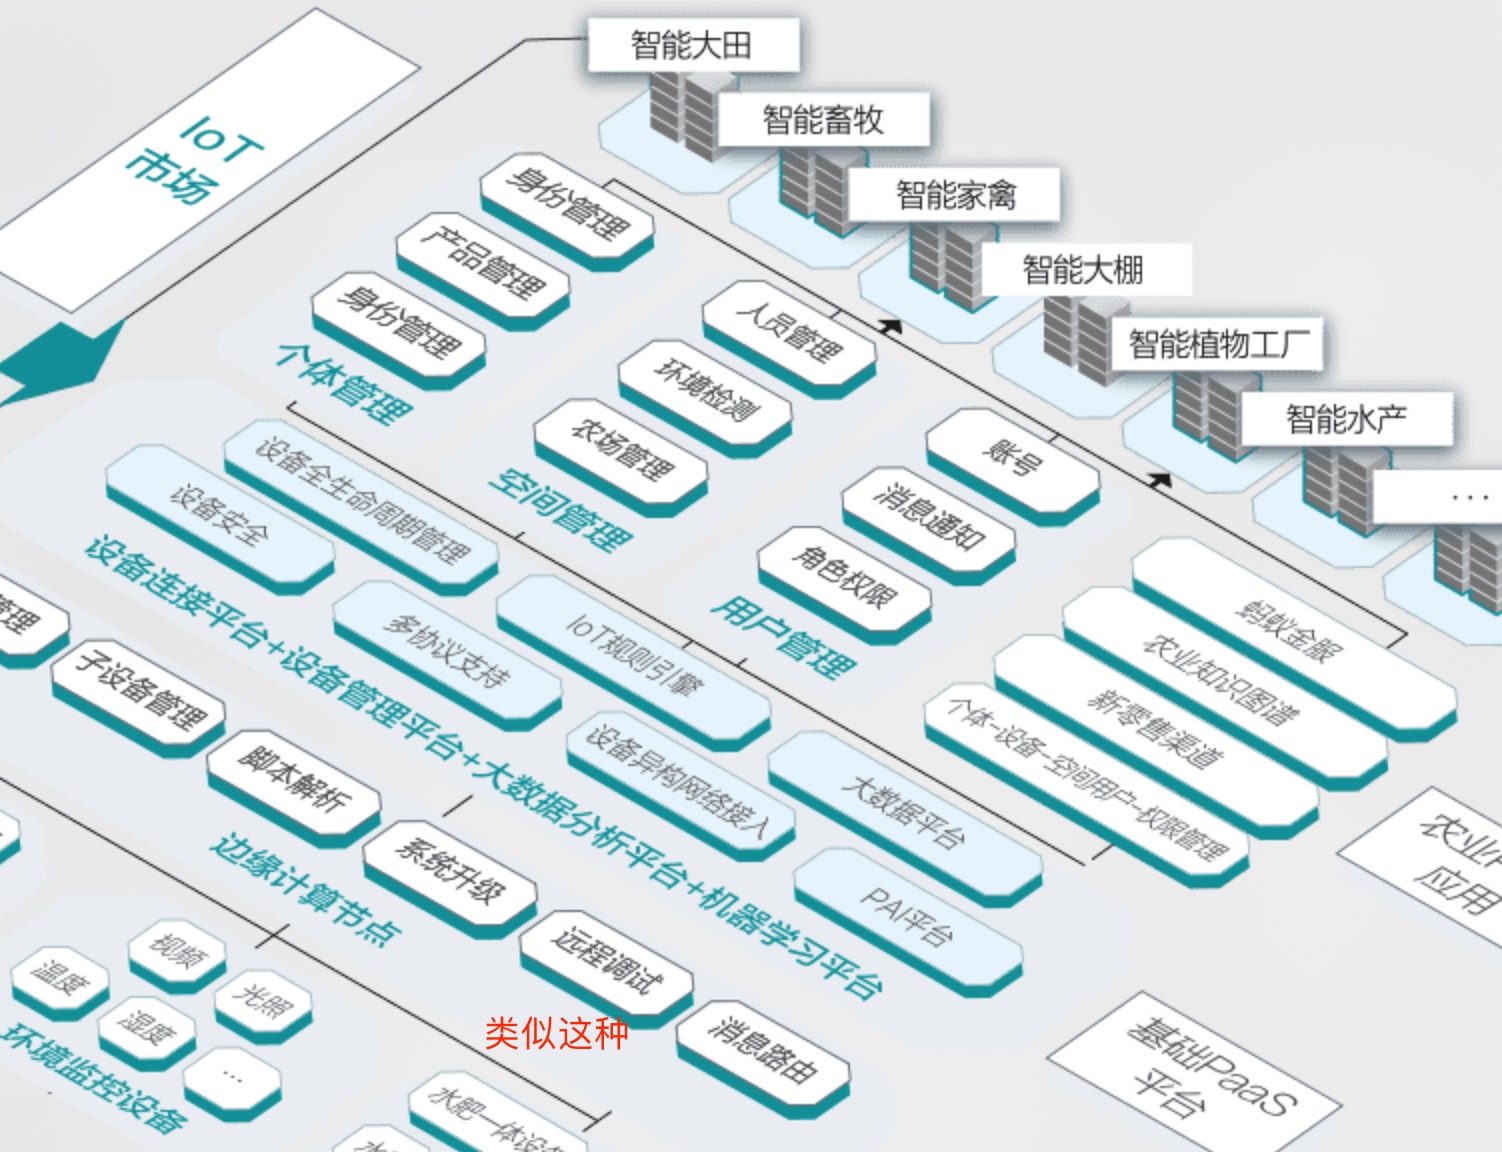 智能大田
智能畜牧
智能家禽
智能大棚
智能植物工厂
智能水产
...
IoT
市场
身份管理
产品管理
身份管理
个体管理
人员管理
环境检测
农场管理
空间管理
账号
消息通知
角色权限
用户管理
蚂蚁金服
农业知识图谱
新零售渠道
个体-设备-空间用户-权限管理
设备全生命周期管理
设备安全
IoT规则引擎
多协议支持
设备异构网络接入
大数据平台
PAI平台
设备连接平台+设备管理平台+大数据分析平台+机器学习平台
管理
子设备管理
脚本解析
系统升级
远程调试
消息路由
边缘计算节点
类似这种
视频
温度
光照
湿度
...
环境监控设备
水肥一体设备
水
农业
应用
基础PaaS
平台